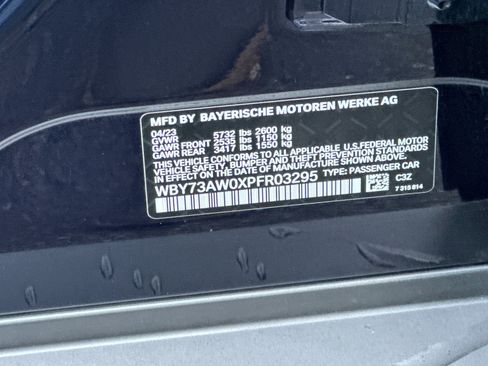 MFD BY BAYERISCHE MOTOREN WERKE AG
04/23
GVWR 5732 lbs 2600 kg
GAWR FRONT 2535 lbs 1150 kg
GAWR REAR 3417 lbs 1550 kg
THIS VEHICLE CONFORMS TO ALL APPLICABLE U.S. FEDERAL MOTOR
VEHICLE SAFETY, BUMPER, AND THEFT PREVENTION STANDARDS IN
EFFECT ON THE DATE OF MANUFACTURE SHOWN ABOVE.
WBY73AW0XPFR03295 TYPE: PASSENGER CAR
C3Z
7 315 614